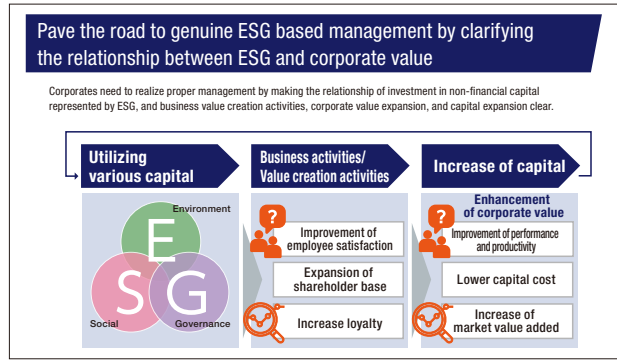 Pave the road to genuine ESG based management by clarifying
the relationship between ESG and corporate value
Corporates need to realize proper management by making the relationship of investment in non-financial capital
represented by ESG, and business value creation activities, corporate value expansion, and capital expansion clear.
Utilizing
various capital
Business activities/
Value creation activities
Increase of capital
Environment
E
S
G
Social
Governance
?
Improvement of
employee satisfaction
Expansion of
shareholder base
Increase loyalty
Enhancement
of corporate value
?
Improvement of performance
and productivity
Lower capital cost
Increase of
market value added